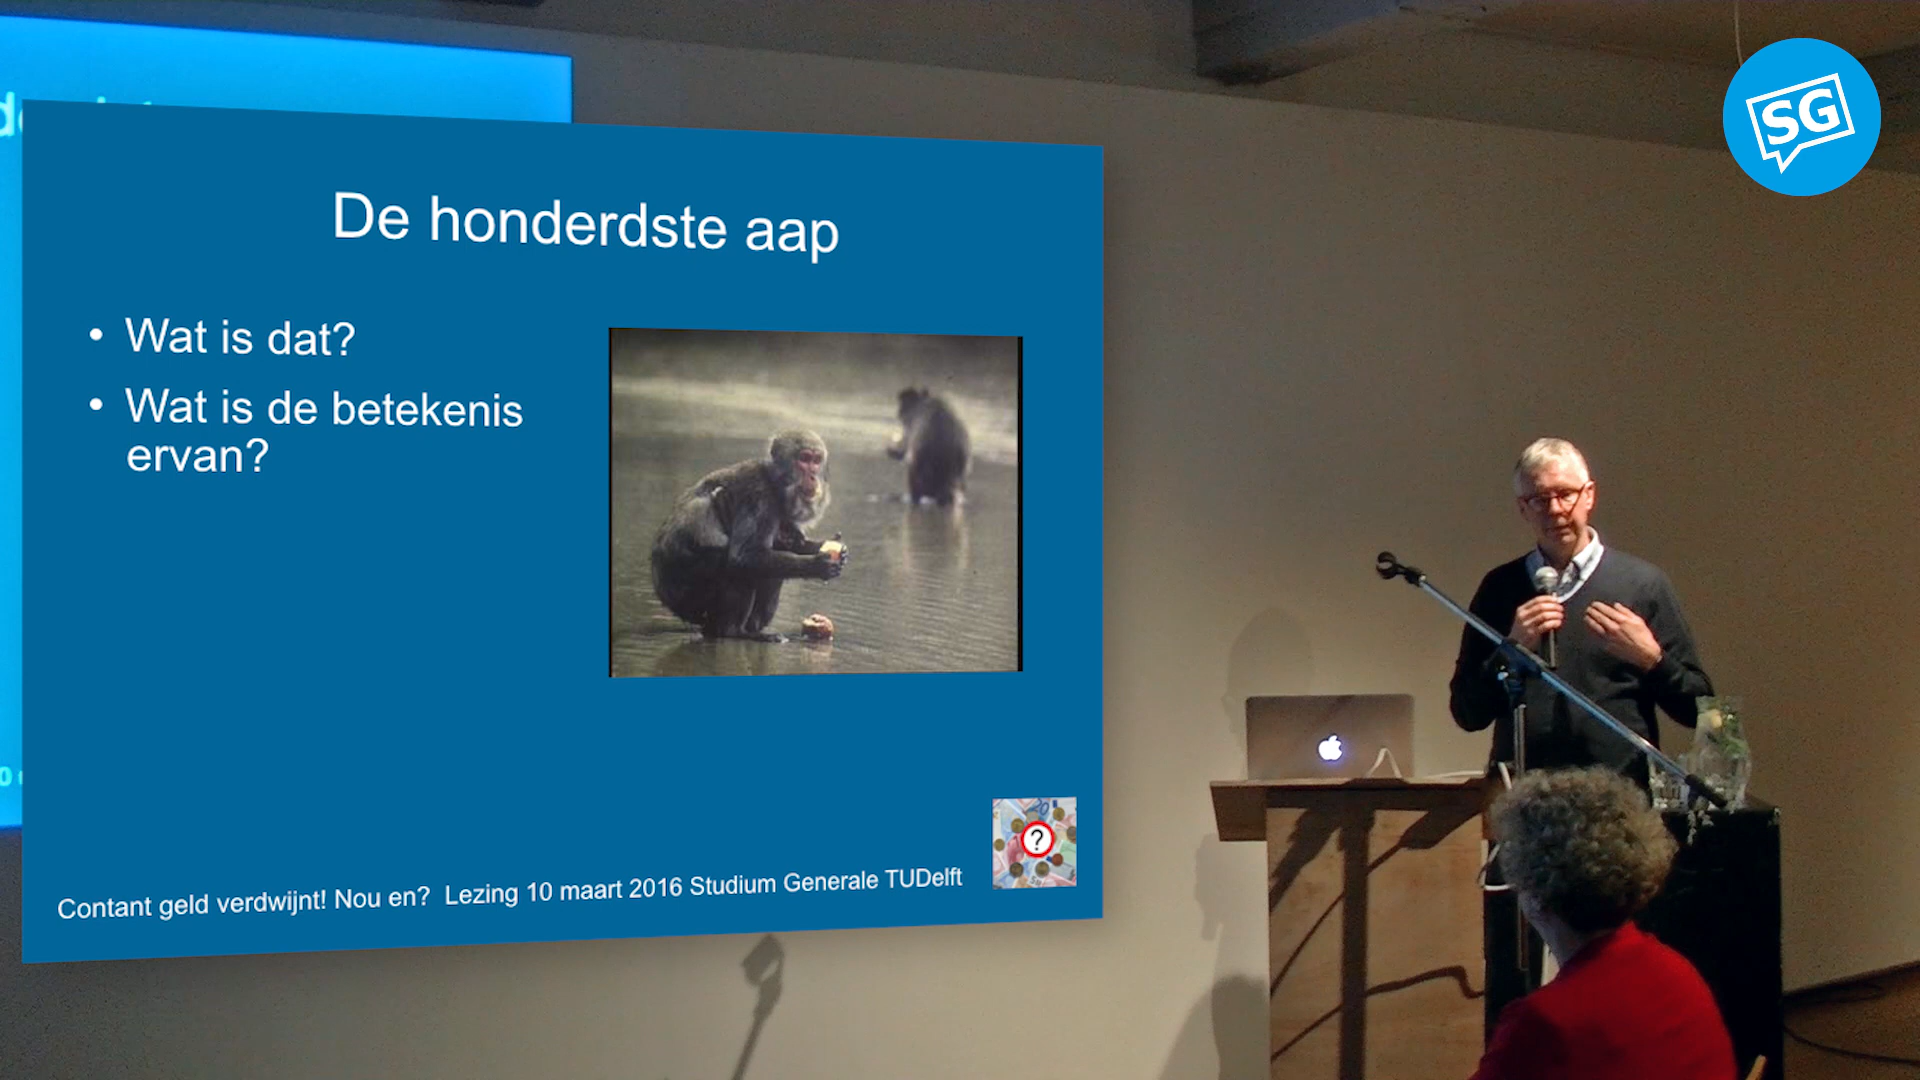 SG
De honderdste aap
• Wat is dat?
• Wat is de betekenis
ervan?
?
Contant geld verdwijnt! Nou en? Lezing 10 maart 2016 Studium Generale TUDelft